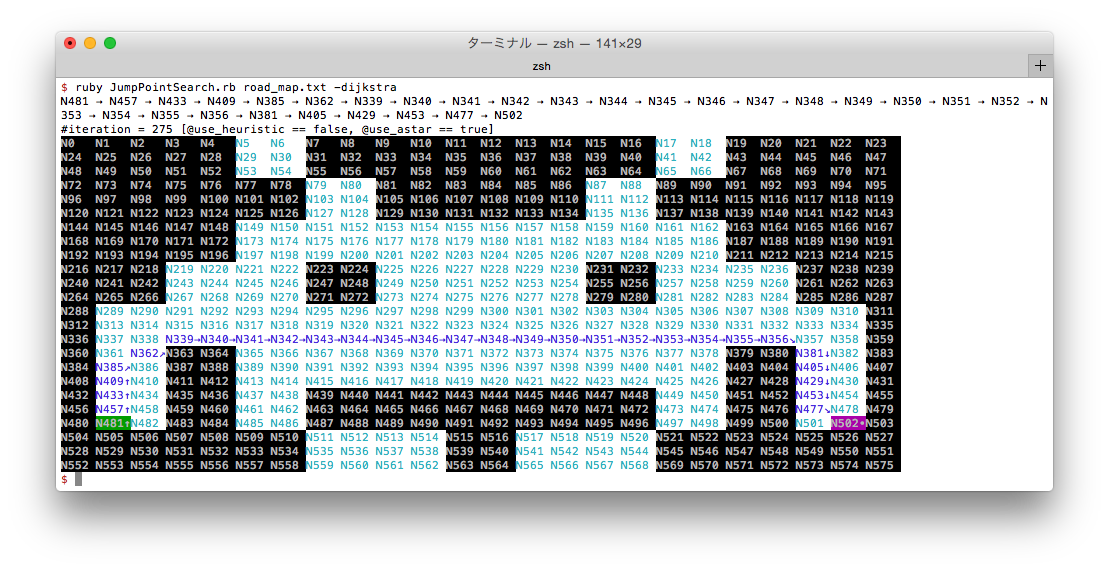 ターミナル — zsh — 141×29
zsh
+
$ ruby JumpPointSearch.rb road_map.txt -dijkstra
N481 → N457 → N433 → N409 → N385 → N362 → N339 → N340 → N341 → N342 → N343 → N344 → N345 → N346 → N347 → N348 → N349 → N350 → N351 → N352 → N
353 → N354 → N355 → N356 → N381 → N405 → N429 → N453 → N477 → N502
#iteration = 275 [@use_heuristic == false, @use_astar == true]
N0 N1 N2 N3 N4 N5 N6 N7 N8 N9 N10 N11 N12 N13 N14 N15 N16 N17 N18 N19 N20 N21 N22 N23
N24 N25 N26 N27 N28 N29 N30 N31 N32 N33 N34 N35 N36 N37 N38 N39 N40 N41 N42 N43 N44 N45 N46 N47
N48 N49 N50 N51 N52 N53 N54 N55 N56 N57 N58 N59 N60 N61 N62 N63 N64 N65 N66 N67 N68 N69 N70 N71
N72 N73 N74 N75 N76 N77 N78 N79 N80 N81 N82 N83 N84 N85 N86 N87 N88 N89 N90 N91 N92 N93 N94 N95
N96 N97 N98 N99 N100 N101 N102 N103 N104 N105 N106 N107 N108 N109 N110 N111 N112 N113 N114 N115 N116 N117 N118 N119
N120 N121 N122 N123 N124 N125 N126 N127 N128 N129 N130 N131 N132 N133 N134 N135 N136 N137 N138 N139 N140 N141 N142 N143
N144 N145 N146 N147 N148 N149 N150 N151 N152 N153 N154 N155 N156 N157 N158 N159 N160 N161 N162 N163 N164 N165 N166 N167
N168 N169 N170 N171 N172 N173 N174 N175 N176 N177 N178 N179 N180 N181 N182 N183 N184 N185 N186 N187 N188 N189 N190 N191
N192 N193 N194 N195 N196 N197 N198 N199 N200 N201 N202 N203 N204 N205 N206 N207 N208 N209 N210 N211 N212 N213 N214 N215
N216 N217 N218 N219 N220 N221 N222 N223 N224 N225 N226 N227 N228 N229 N230 N231 N232 N233 N234 N235 N236 N237 N238 N239
N240 N241 N242 N243 N244 N245 N246 N247 N248 N249 N250 N251 N252 N253 N254 N255 N256 N257 N258 N259 N260 N261 N262 N263
N264 N265 N266 N267 N268 N269 N270 N271 N272 N273 N274 N275 N276 N277 N278 N279 N280 N281 N282 N283 N284 N285 N286 N287
N288 N289 N290 N291 N292 N293 N294 N295 N296 N297 N298 N299 N300 N301 N302 N303 N304 N305 N306 N307 N308 N309 N310 N311
N312 N313 N314 N315 N316 N317 N318 N319 N320 N321 N322 N323 N324 N325 N326 N327 N328 N329 N330 N331 N332 N333 N334 N335
N336 N337 N338 N339→N340→N341→N342→N343→N344→N345→N346→N347→N348→N349→N350→N351→N352→N353→N354→N355→N356↘N357 N358 N359
N360 N361 N362↗N363 N364 N365 N366 N367 N368 N369 N370 N371 N372 N373 N374 N375 N376 N377 N378 N379 N380 N381↓N382 N383
N384 N385↗N386 N387 N388 N389 N390 N391 N392 N393 N394 N395 N396 N397 N398 N399 N400 N401 N402 N403 N404 N405↓N406 N407
N408 N409↑N410 N411 N412 N413 N414 N415 N416 N417 N418 N419 N420 N421 N422 N423 N424 N425 N426 N427 N428 N429↓N430 N431
N432 N433↑N434 N435 N436 N437 N438 N439 N440 N441 N442 N443 N444 N445 N446 N447 N448 N449 N450 N451 N452 N453↓N454 N455
N456 N457↑N458 N459 N460 N461 N462 N463 N464 N465 N466 N467 N468 N469 N470 N471 N472 N473 N474 N475 N476 N477↘N478 N479
N480 N481↑N482 N483 N484 N485 N486 N487 N488 N489 N490 N491 N492 N493 N494 N495 N496 N497 N498 N499 N500 N501 N502•N503
N504 N505 N506 N507 N508 N509 N510 N511 N512 N513 N514 N515 N516 N517 N518 N519 N520 N521 N522 N523 N524 N525 N526 N527
N528 N529 N530 N531 N532 N533 N534 N535 N536 N537 N538 N539 N540 N541 N542 N543 N544 N545 N546 N547 N548 N549 N550 N551
N552 N553 N554 N555 N556 N557 N558 N559 N560 N561 N562 N563 N564 N565 N566 N567 N568 N569 N570 N571 N572 N573 N574 N575
$